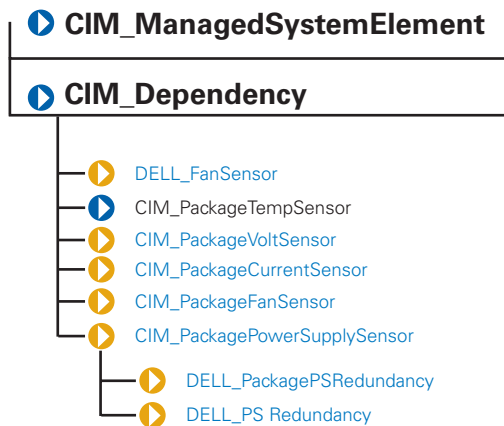 CIM_ManagedSystemElement
CIM_Dependency
DELL_FanSensor
CIM_PackageTempSensor
CIM_PackageVoltSensor
CIM_PackageCurrentSensor
CIM_PackageFanSensor
CIM_PackagePowerSupplySensor
DELL_PackagePSRedundancy
DELL_PS Redundancy